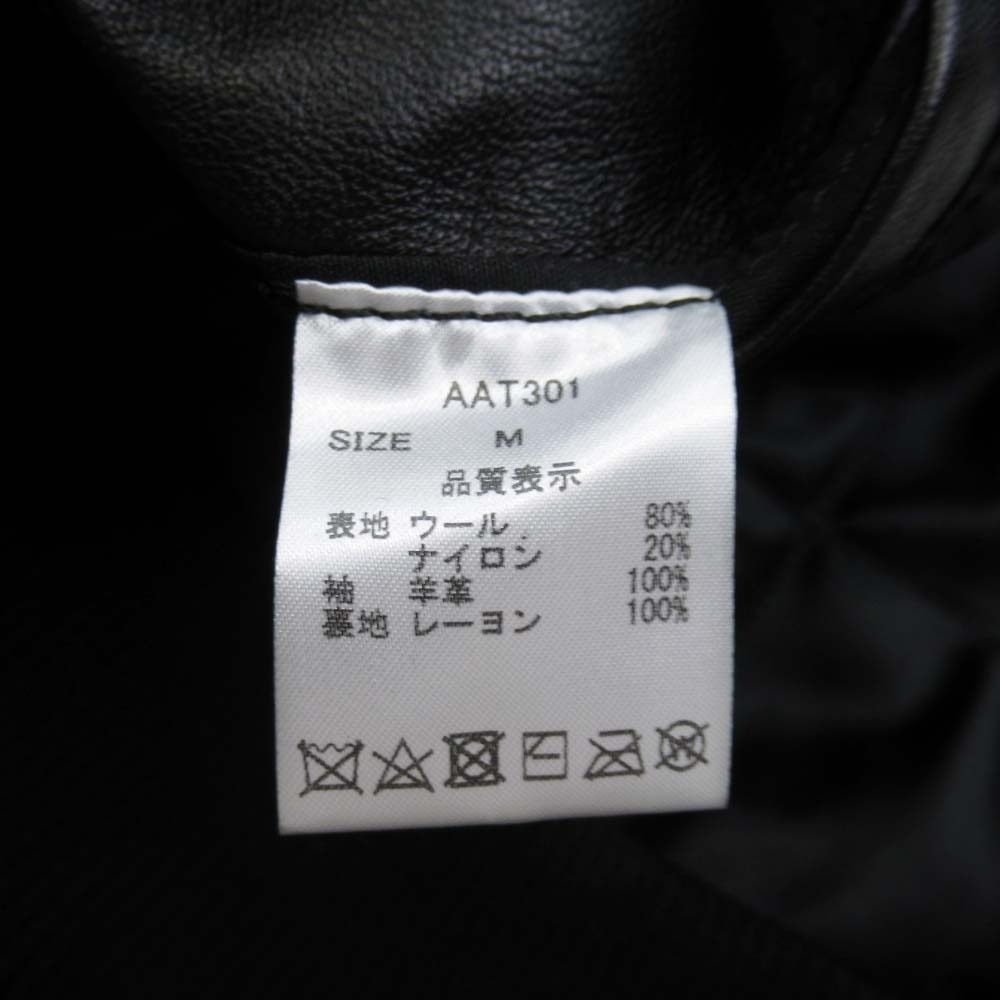 AAT301
SIZE M
品質表示
表地 ウール 80%
ナイロン 20%
袖 羊革 100%
裏地 レーヨン 100%